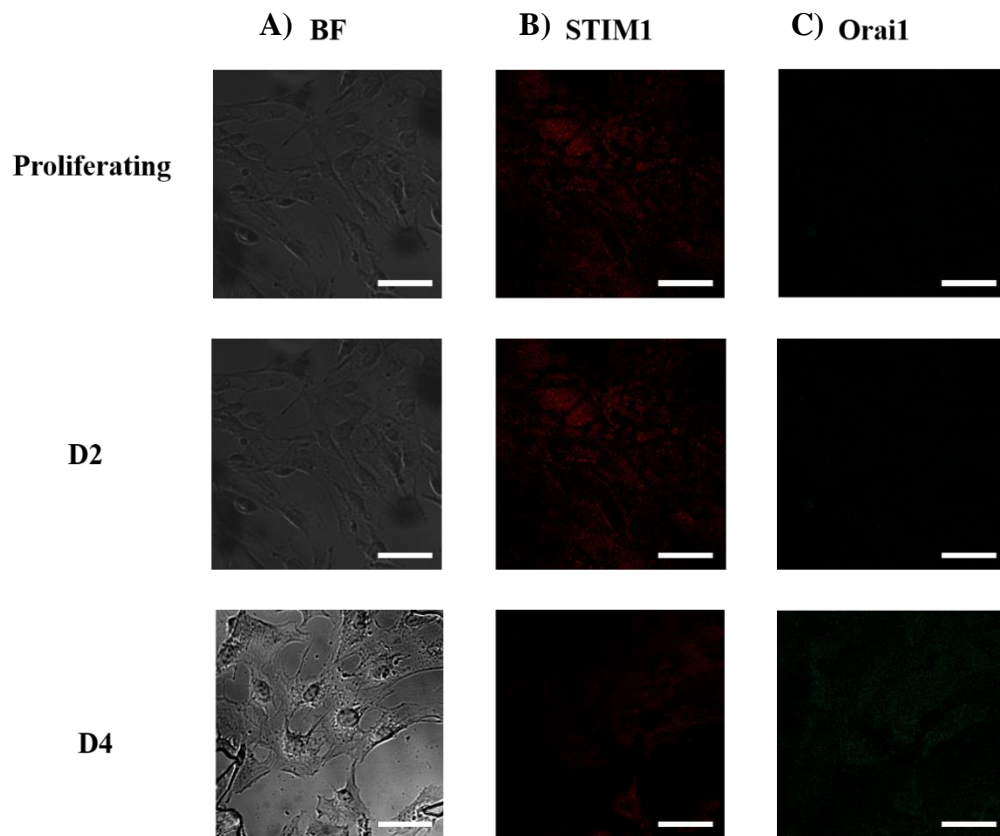 A) BF
B) STIM1
C) Orai1
Proliferating
D2
D4